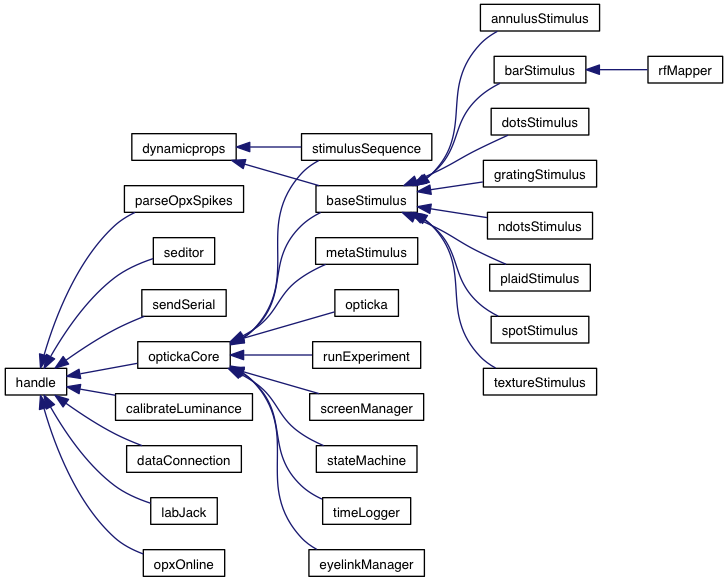 annulusStimulus
barStimulus
rfMapper
dotsStimulus
dynamicprops
stimulusSequence
gratingStimulus
parseOpxSpikes
baseStimulus
ndotsStimulus
seditor
metaStimulus
plaidStimulus
sendSerial
opticka
spotStimulus
optickaCore
runExperiment
handle
textureStimulus
calibrateLuminance
screenManager
dataConnection
stateMachine
labJack
timeLogger
opxOnline
eyelinkManager